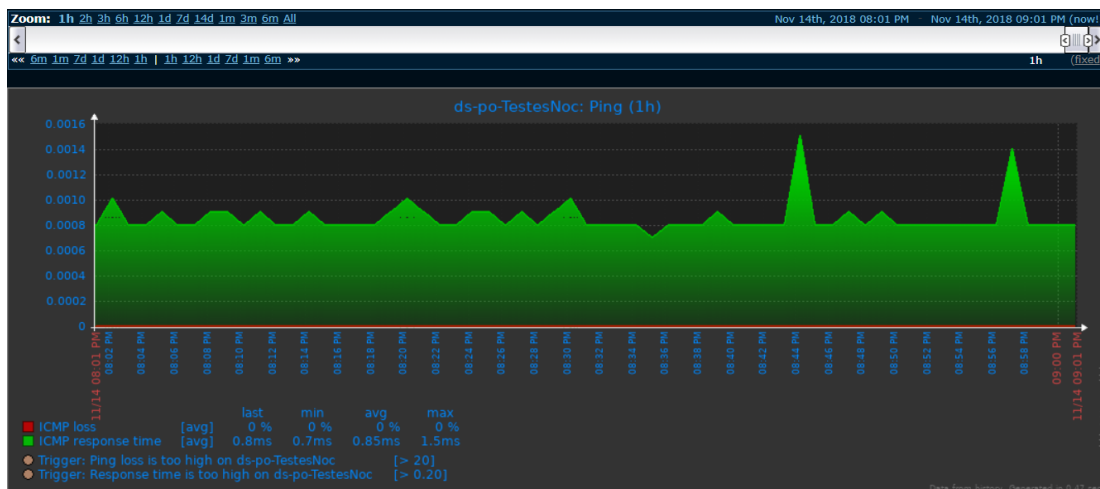 Zoom: 1h 2h 3h 6h 12h 1d 7d 14d 1m 3m 6m All Nov 14th, 2018 08:01 PM - Nov 14th, 2018 09:01 PM (now!
«« 6m 1m 7d 1d 12h 1h | 1h 12h 1d 7d 1m 6m »» 1h (fixed
ds-po-TestesNoc: Ping (1h)
0.0016
0.0014
0.0012
0.0010
0.0008
0.0006
0.0004
0.0002
0
11/14 08:01 PM 08:02 PM 08:04 PM 08:06 PM 08:08 PM 08:10 PM 08:12 PM 08:14 PM 08:16 PM 08:18 PM 08:20 PM 08:22 PM 08:24 PM 08:26 PM 08:28 PM 08:30 PM 08:32 PM 08:34 PM 08:36 PM 08:38 PM 08:40 PM 08:42 PM 08:44 PM 08:46 PM 08:48 PM 08:50 PM 08:52 PM 08:54 PM 08:56 PM 08:58 PM 09:00 PM 11/14 09:01 PM
last min avg max
ICMP loss [avg] 0 % 0 % 0 % 0 %
ICMP response time [avg] 0.8ms 0.7ms 0.85ms 1.5ms
Trigger: Ping loss is too high on ds-po-TestesNoc [> 20]
Trigger: Response time is too high on ds-po-TestesNoc [> 0.20]
Data from history. Generated in 0.47 sec